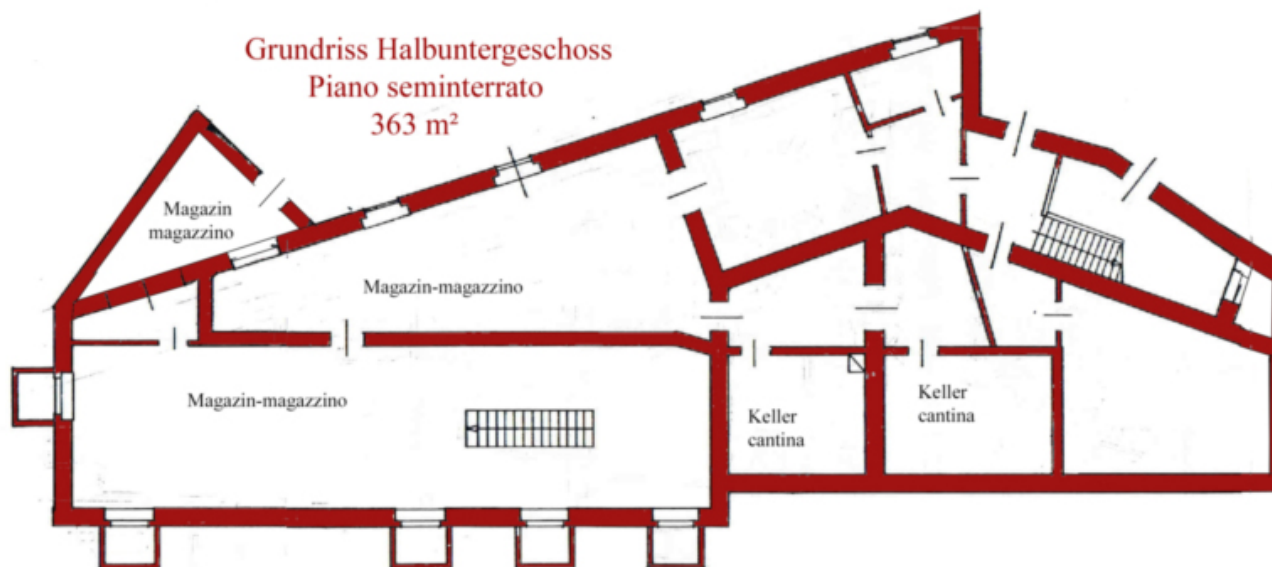 Grundriss Halbuntergeschoss
Piano seminterrato
363 m²
Magazin
magazzino
Magazin-magazzino
Magazin-magazzino
Keller
cantina
Keller
cantina